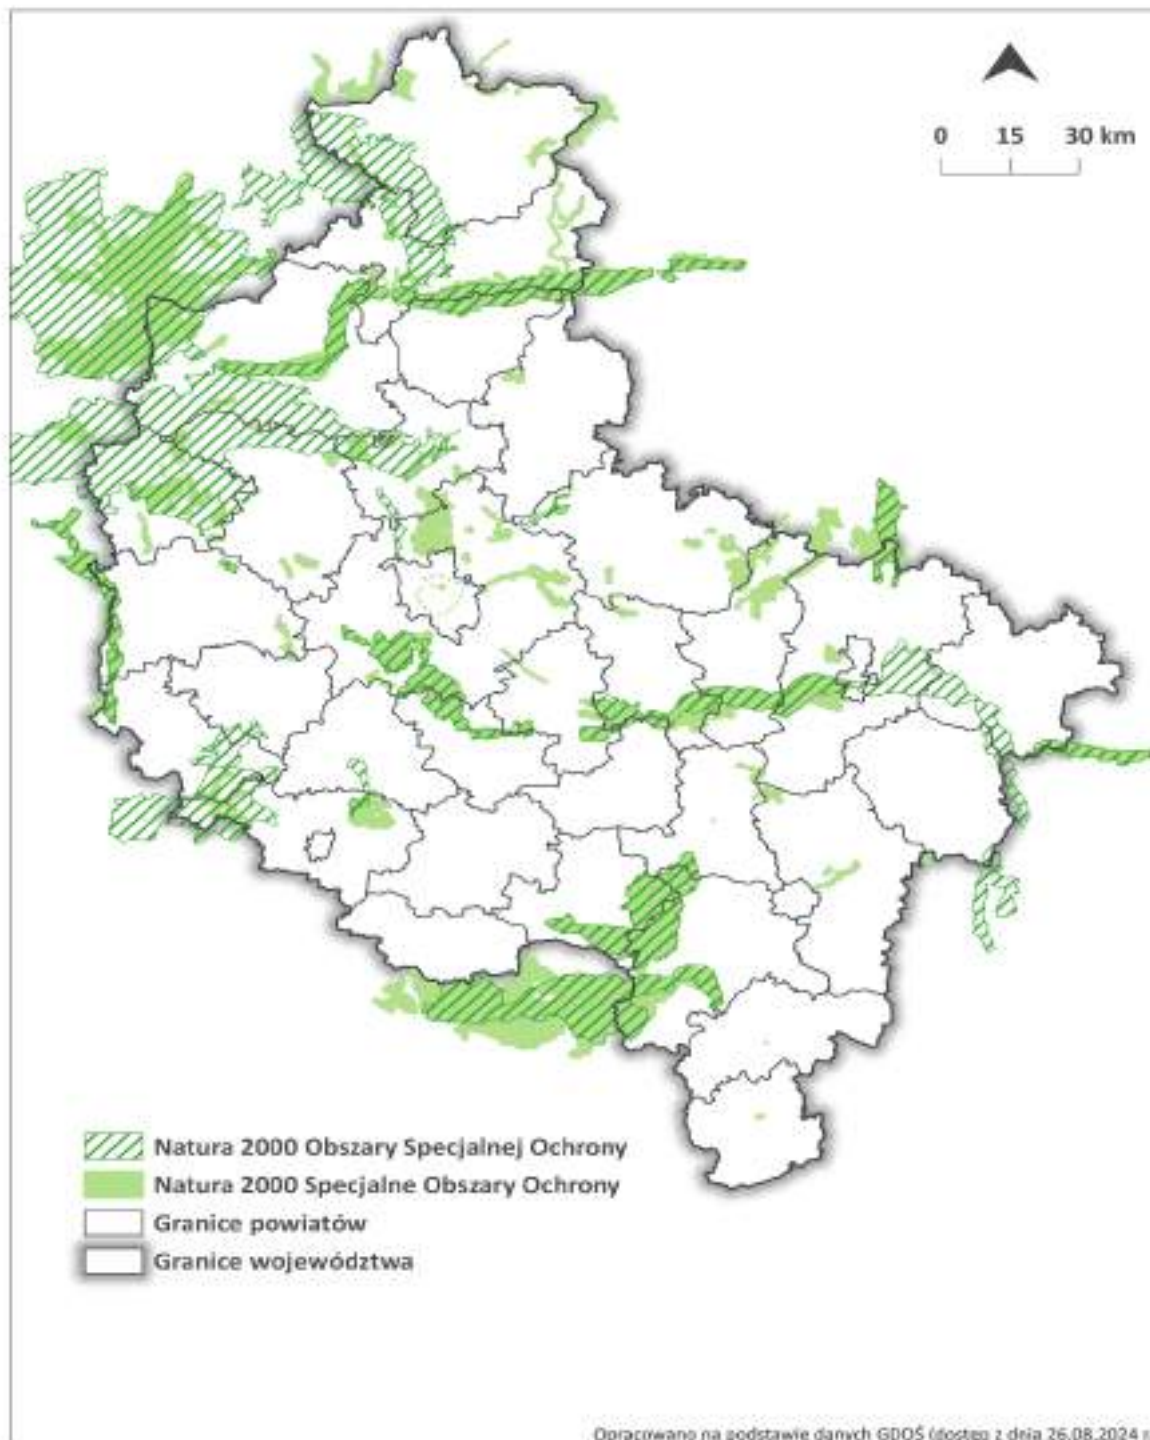 0 15 30 km
Natura 2000 Obszary Specjalnej Ochrony
Natura 2000 Specjalne Obszary Ochrony
Granice powiatów
Granice województwa
Opracowano na podstawie danych GDOŚ (dostęp z dnia 26.08.2024 r.